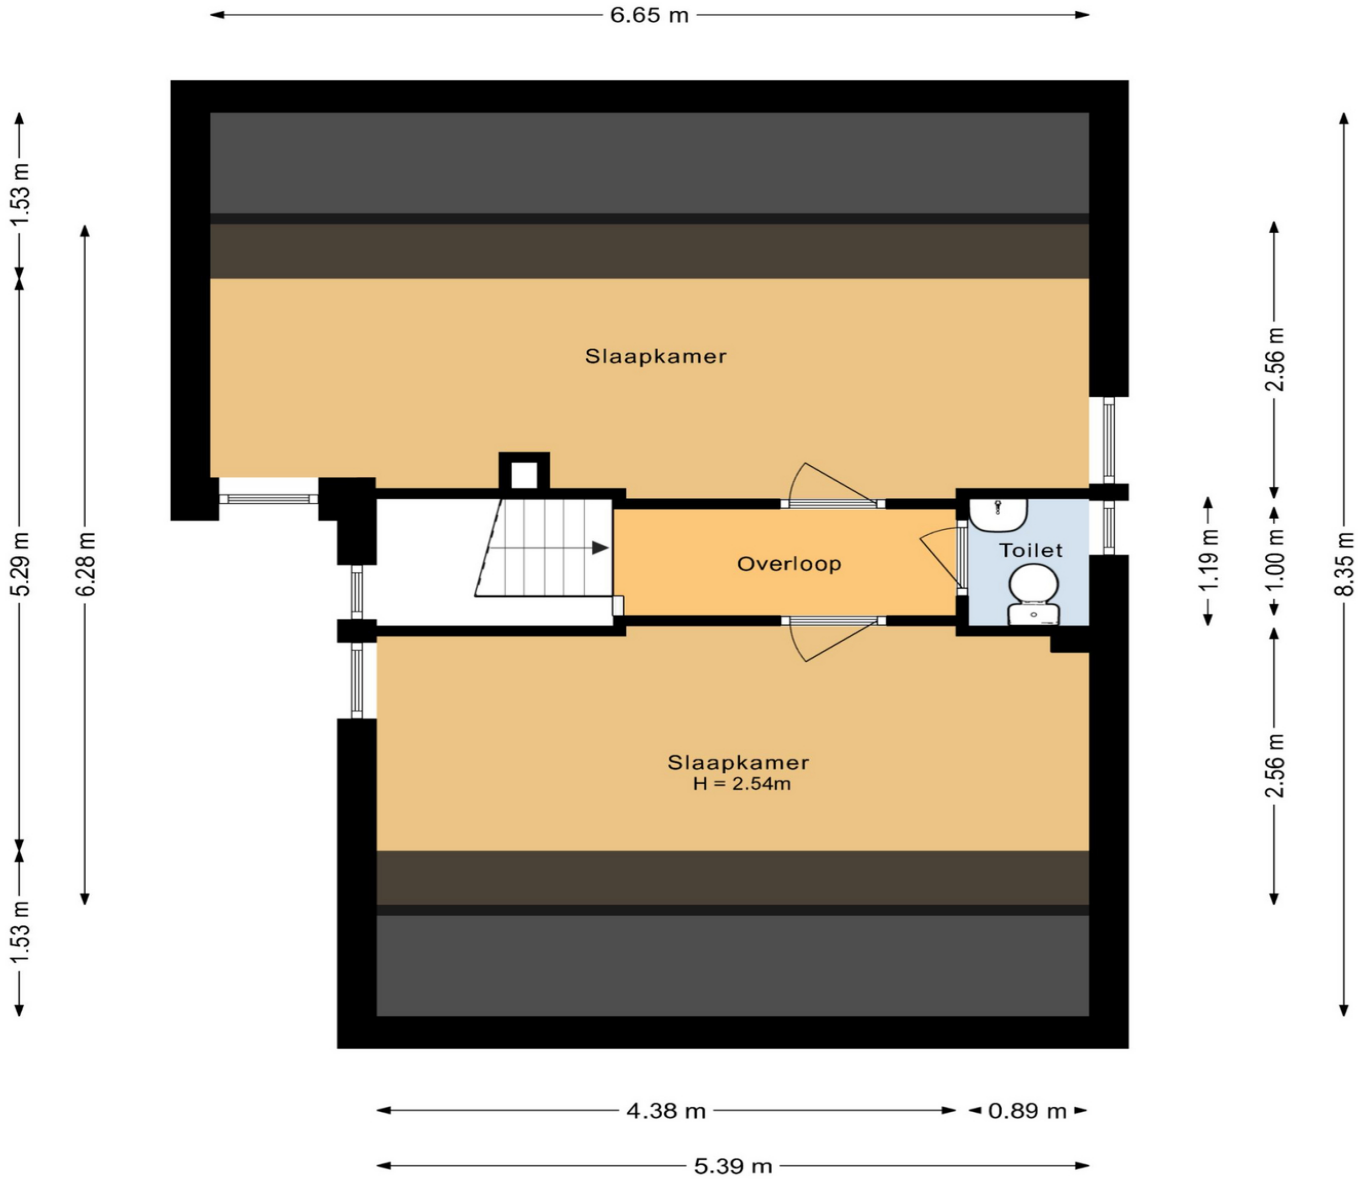 6.65 m
1.53 m
5.29 m
6.28 m
1.53 m
Slaapkamer
Overloop
Toilet
Slaapkamer
H = 2.54m
2.56 m
1.19 m
1.00 m
2.56 m
8.35 m
4.38 m
0.89 m
5.39 m